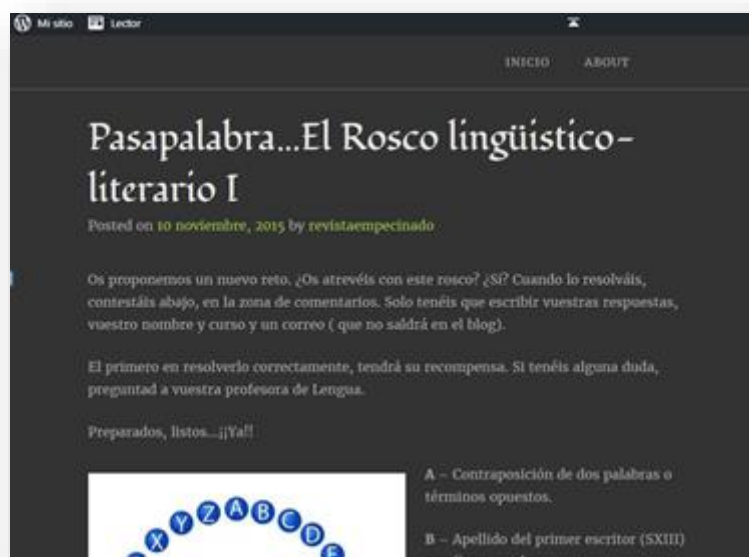 Mi sitio Lector
INICIO ABOUT
Pasapalabra...El Rosco lingüistico-
literario I
Posted on 10 noviembre, 2015 by revistaempecinado
Os proponemos un nuevo reto. ¿Os atrevéis con este rosco? ¿Sí? Cuando lo resolváis,
contestáis abajo, en la zona de comentarios. Solo tenéis que escribir vuestras respuestas,
vuestro nombre y curso y un correo ( que no saldrá en el blog).
El primero en resolverlo correctamente, tendrá su recompensa. Si tenéis alguna duda,
preguntad a vuestra profesora de Lengua.
Preparados, listos...¡¡Ya!!
A – Contraposición de dos palabras o
términos opuestos.
X Y Z A B C D E
B – Apellido del primer escritor (SXIII)